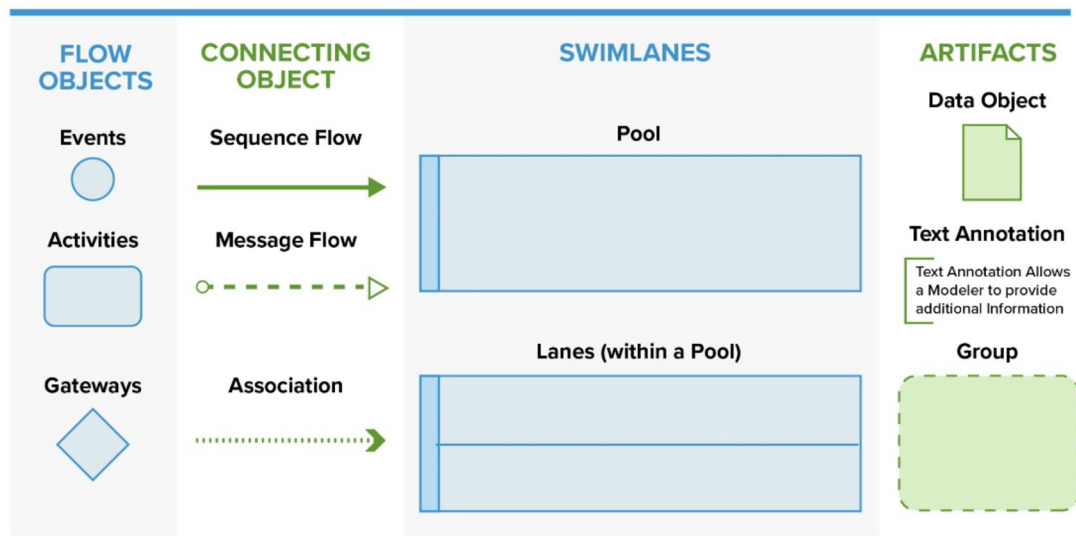 FLOW
OBJECTS
Events
Activities
Gateways
CONNECTING
OBJECT
Sequence Flow
Message Flow
Association
SWIMLANES
Pool
Lanes (within a Pool)
ARTIFACTS
Data Object
Text Annotation
Text Annotation Allows
a Modeler to provide
additional Information
Group